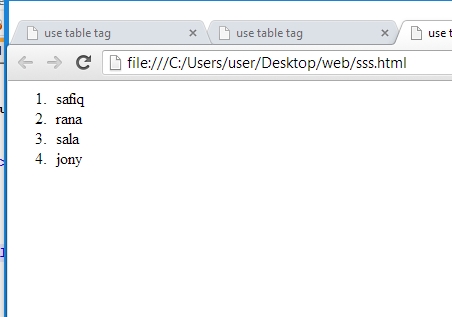 use table tag
use table tag
use t
file:///C:/Users/user/Desktop/web/sss.html
1. safiq
2. rana
3. sala
4. jony